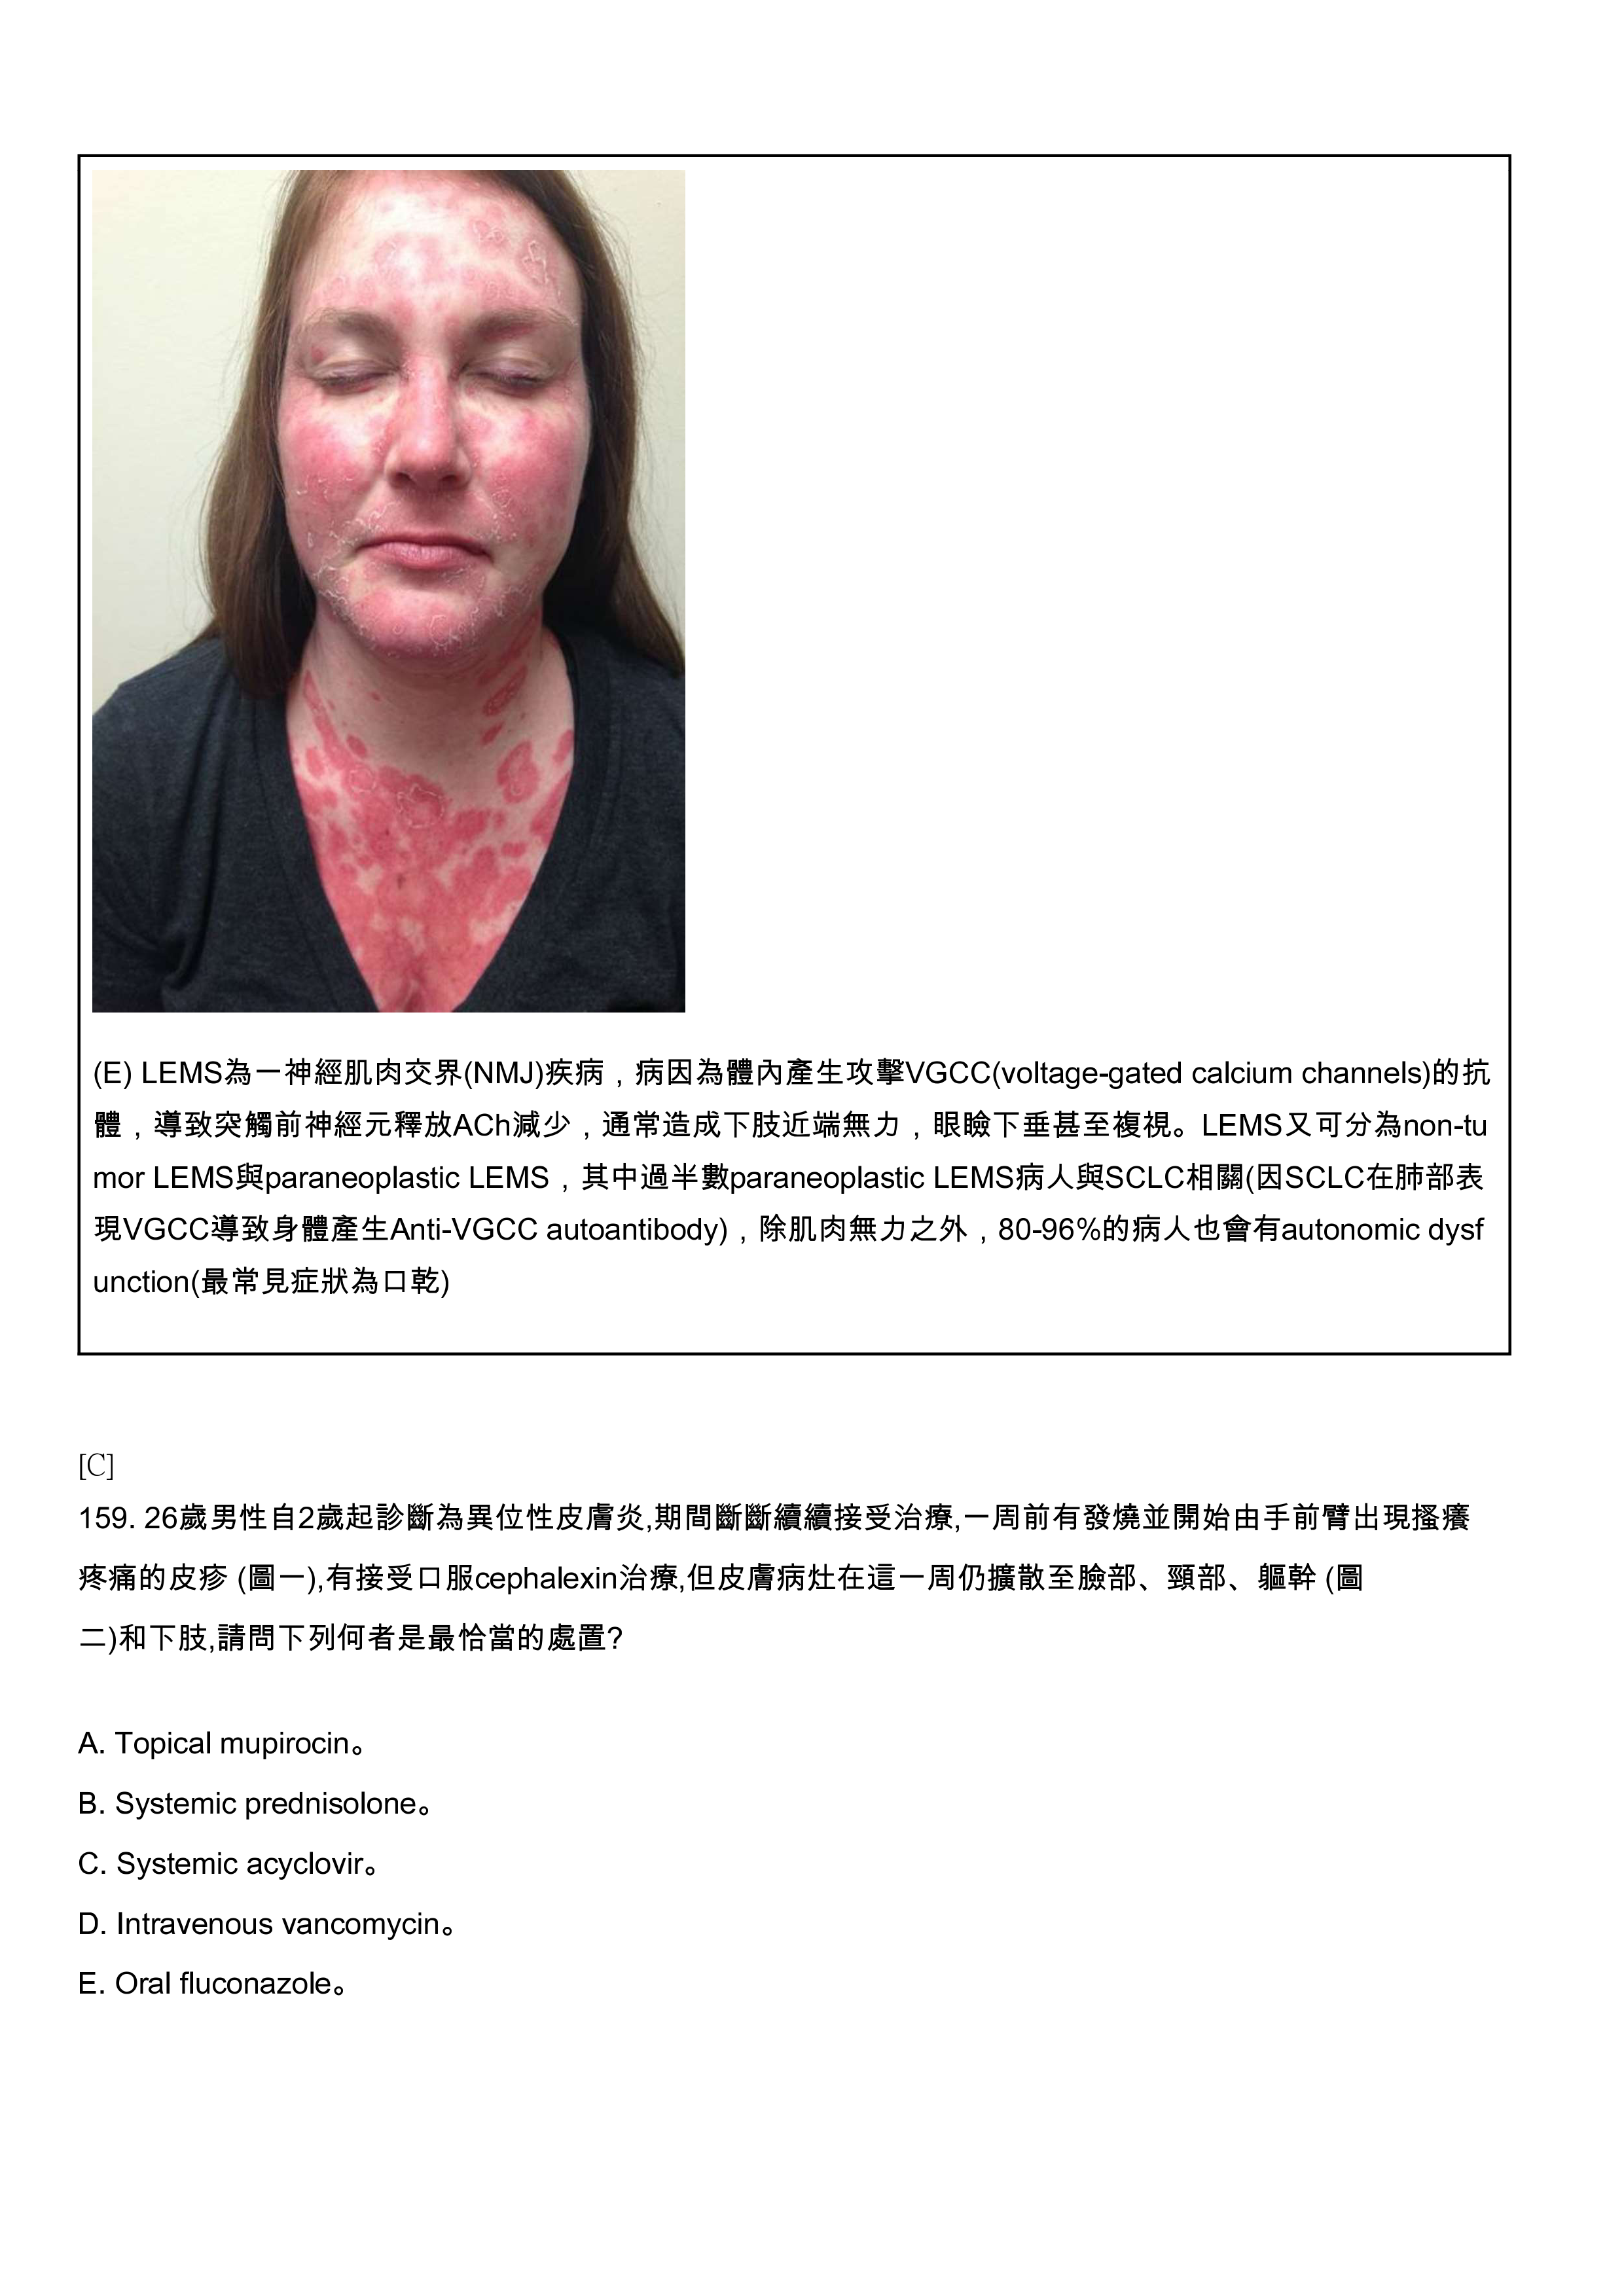 (E) LEMS為一神經肌肉交界(NMJ)疾病，病因為體內產生攻擊VGCC(voltage-gated calcium channels)的抗
體，導致突觸前神經元釋放ACh減少，通常造成下肢近端無力，眼瞼下垂甚至複視。LEMS又可分為non-tu
mor LEMS與paraneoplastic LEMS，其中過半數paraneoplastic LEMS病人與SCLC相關(因SCLC在肺部表
現VGCC導致身體產生Anti-VGCC autoantibody)，除肌肉無力之外，80-96%的病人也會有autonomic dysf
unction(最常見症狀為口乾)
[C]
159. 26歲男性自2歲起診斷為異位性皮膚炎,期間斷斷續續接受治療,一周前有發燒並開始由手前臂出現搔癢
疼痛的皮疹 (圖一),有接受口服cephalexin治療,但皮膚病灶在這一周仍擴散至臉部、頸部、軀幹 (圖
二)和下肢,請問下列何者是最恰當的處置?
A. Topical mupirocin。
B. Systemic prednisolone。
C. Systemic acyclovir。
D. Intravenous vancomycin。
E. Oral fluconazole。